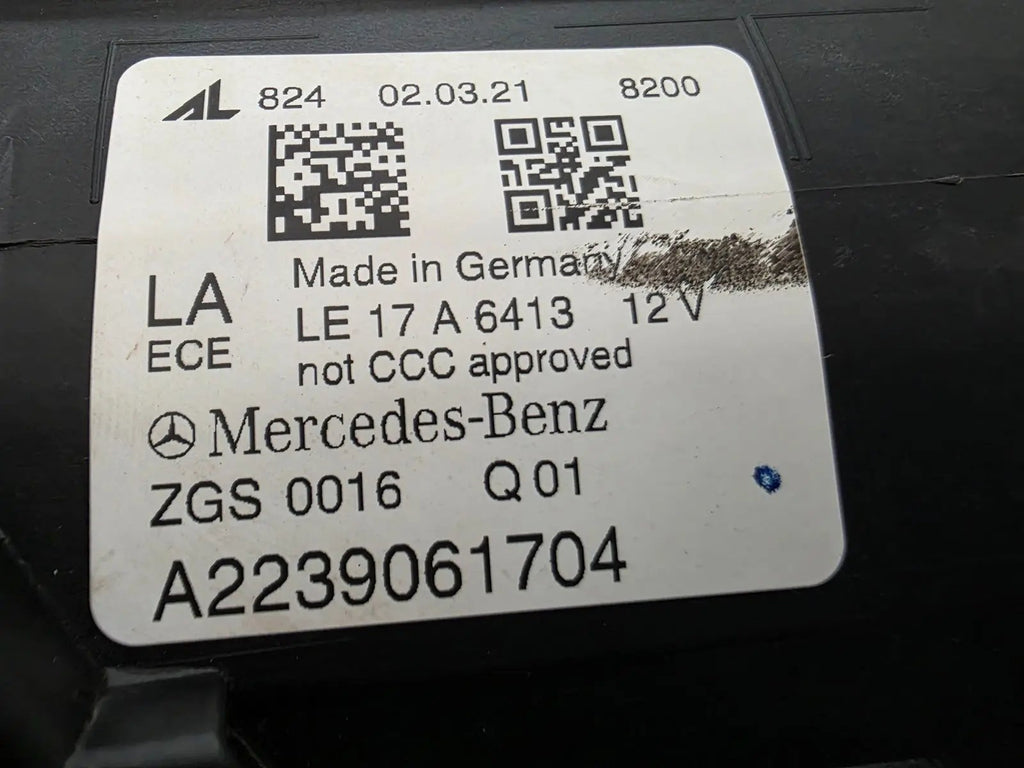 AL 824 02.03.21 8200
Made in Germany
LA LE 17 A 6413 12 V
ECE not CCC approved
Mercedes-Benz
ZGS 0016 Q 01
A2239061704